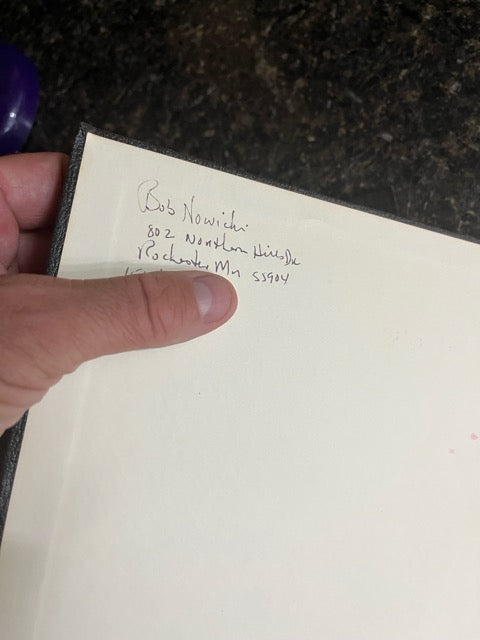 Bob Nowicki
802 Northern Hills Dr
Rochester Mn 55904